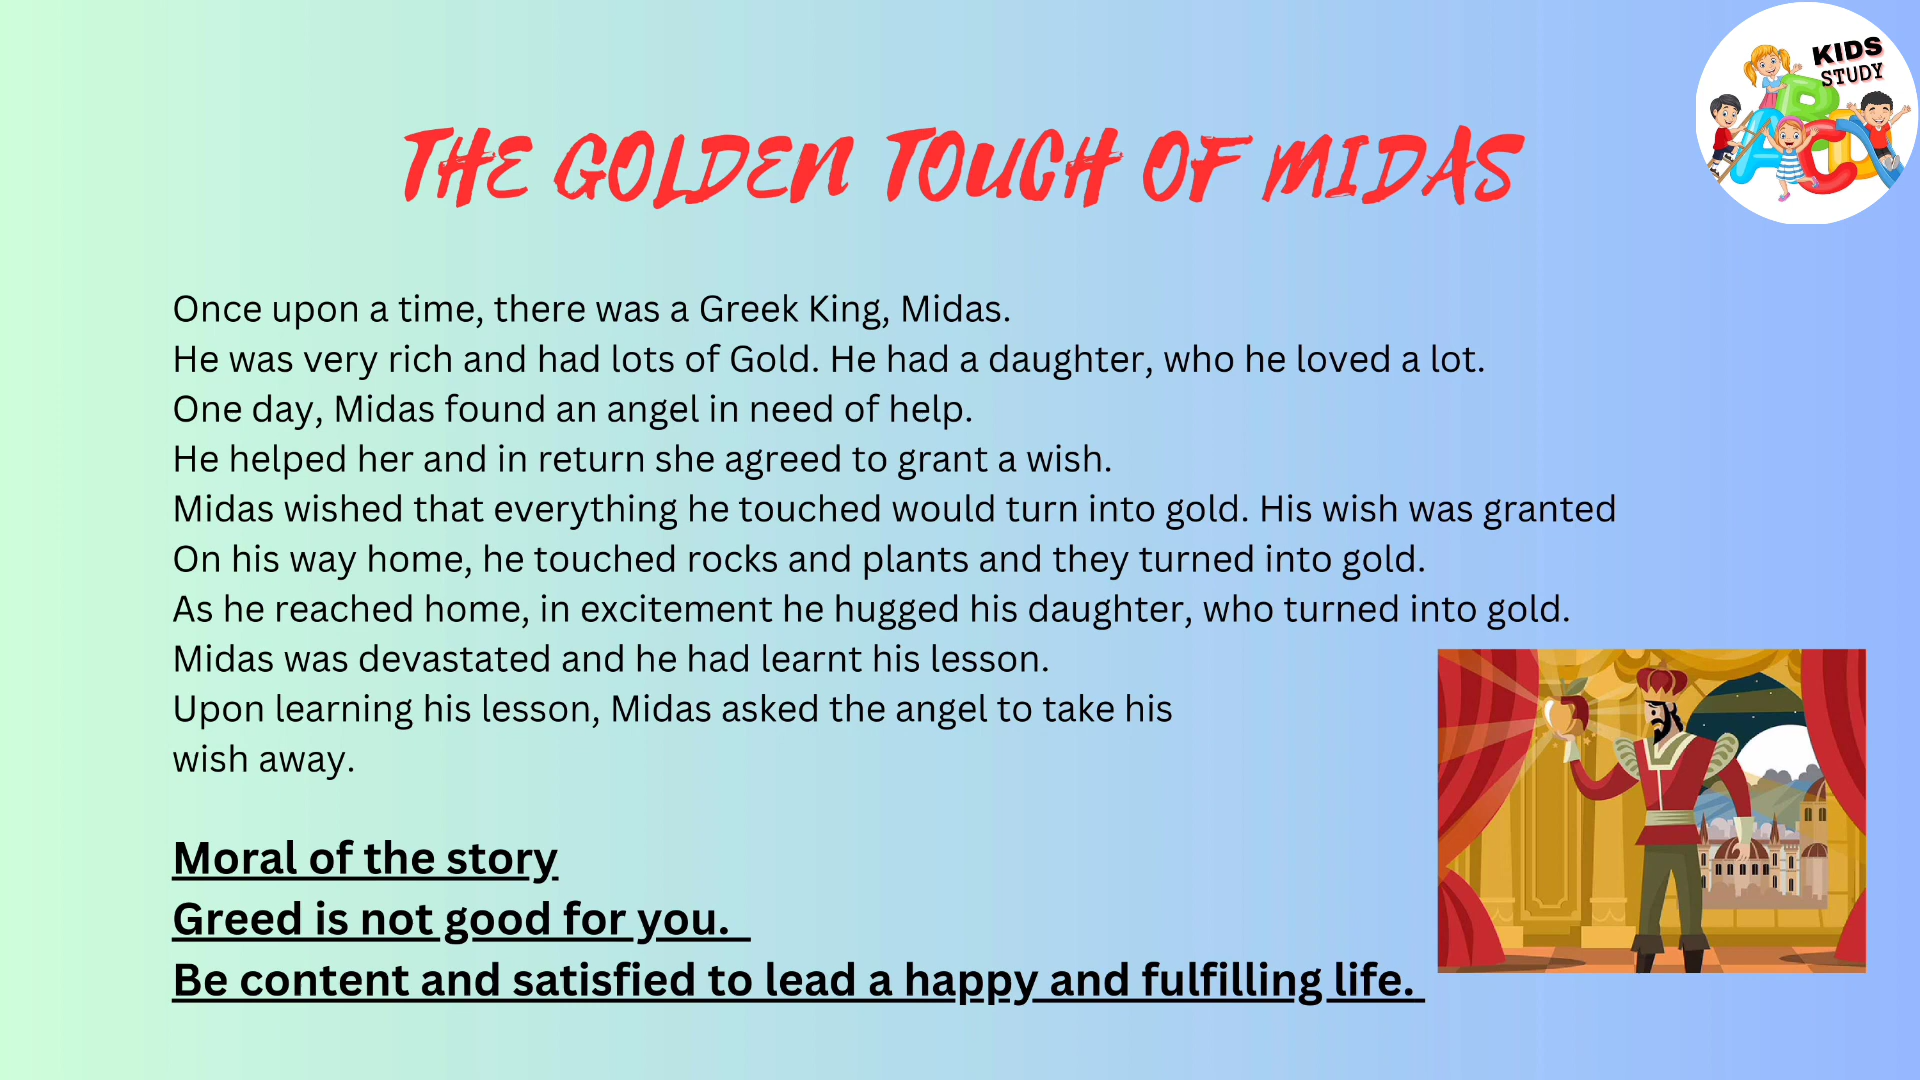 KIDS
STUDY
ABCD
THE GOLDEN TOUCH OF MIDAS
Once upon a time, there was a Greek King, Midas.
He was very rich and had lots of Gold. He had a daughter, who he loved a lot.
One day, Midas found an angel in need of help.
He helped her and in return she agreed to grant a wish.
Midas wished that everything he touched would turn into gold. His wish was granted
On his way home, he touched rocks and plants and they turned into gold.
As he reached home, in excitement he hugged his daughter, who turned into gold.
Midas was devastated and he had learnt his lesson.
Upon learning his lesson, Midas asked the angel to take his
wish away.
Moral of the story
Greed is not good for you.
Be content and satisfied to lead a happy and fulfilling life.